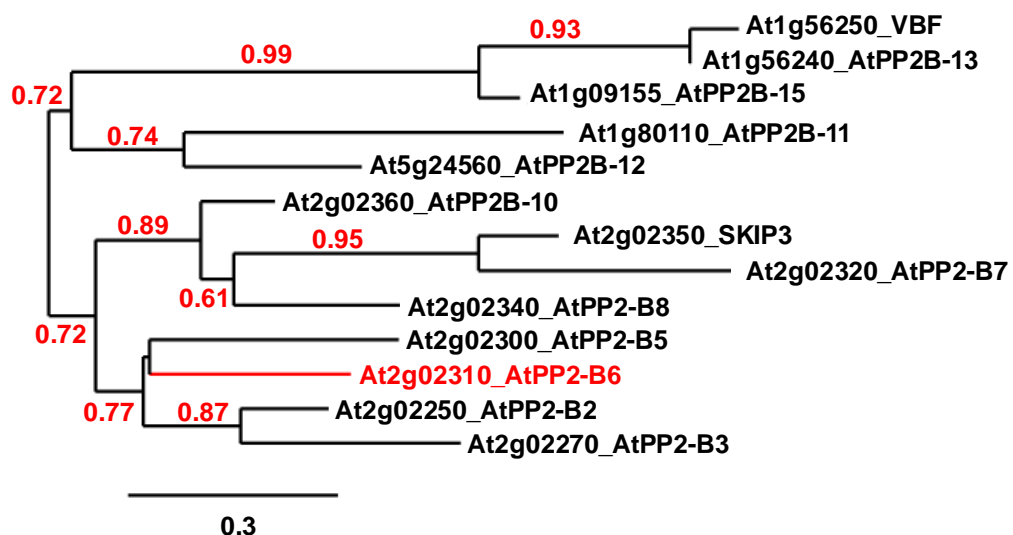 At1g56250_VBF
0.93
0.99
At1g56240_AtPP2B-13
0.72
At1g09155_AtPP2B-15
At1g80110_AtPP2B-11
0.74
At5g24560_AtPP2B-12
At2g02360_AtPP2B-10
0.89
At2g02350_SKIP3
0.95
At2g02320_AtPP2-B7
0.61
At2g02340_AtPP2-B8
0.72
At2g02300_AtPP2-B5
At2g02310_AtPP2-B6
0.77
0.87
At2g02250_AtPP2-B2
At2g02270_AtPP2-B3
0.3